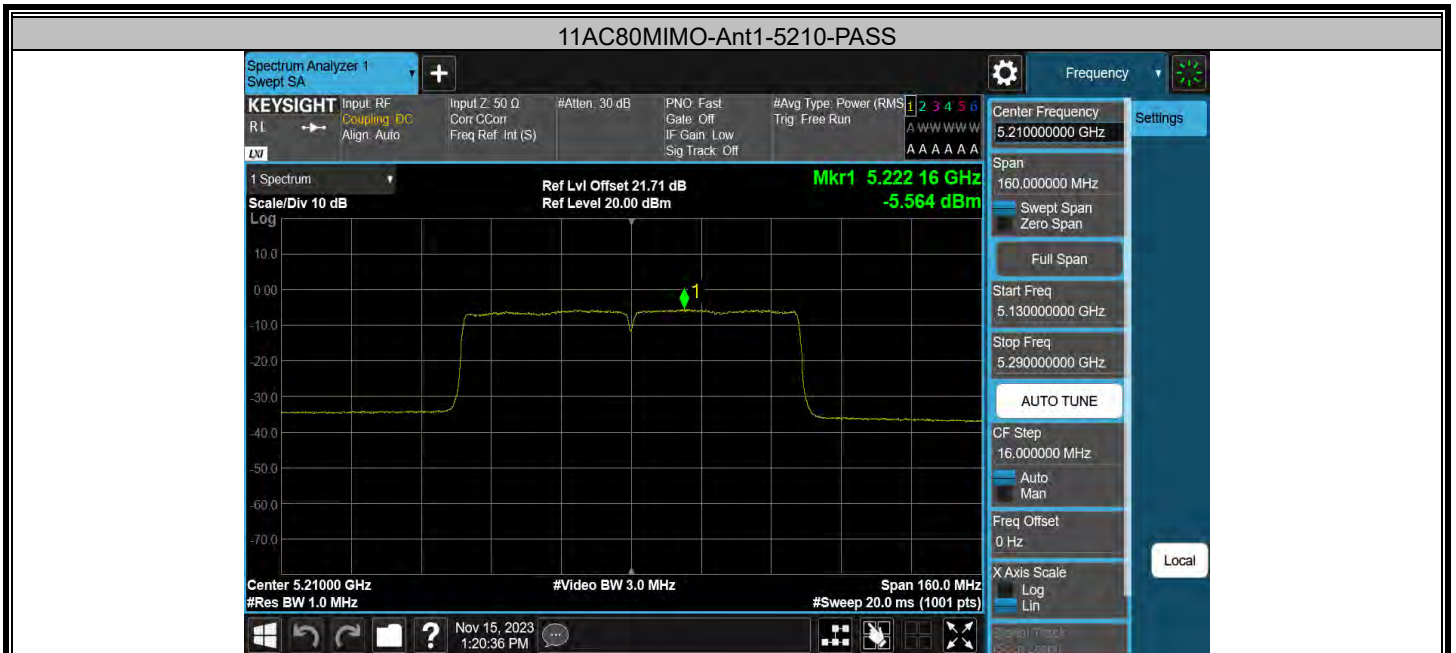 11AC80MIMO-Ant1-5210-PASS
Spectrum Analyzer 1
Swept SA
+
Frequency
KEYSIGHT
RL
LXI
Input: RF
Coupling: DC
Align: Auto
Input Z: 50 Ω
Corr CCorr
Freq Ref: Int (S)
#Atten: 30 dB
PNO: Fast
Gate: Off
IF Gain: Low
Sig Track: Off
#Avg Type: Power (RMS
Trig: Free Run
1 2 3 4 5 6
A W W W W W
A A A A A A
1 Spectrum
Scale/Div 10 dB
Ref Lvl Offset 21.71 dB
Ref Level 20.00 dBm
Mkr1 5.222 16 GHz
-5.564 dBm
Log
10.0
0.00
-10.0
-20.0
-30.0
-40.0
-50.0
-60.0
-70.0
1
Center 5.21000 GHz
#Res BW 1.0 MHz
#Video BW 3.0 MHz
Span 160.0 MHz
#Sweep 20.0 ms (1001 pts)
Center Frequency
5.210000000 GHz
Settings
Span
160.000000 MHz
Swept Span
Zero Span
Full Span
Start Freq
5.130000000 GHz
Stop Freq
5.290000000 GHz
AUTO TUNE
CF Step
16.000000 MHz
Auto
Man
Freq Offset
0 Hz
X Axis Scale
Log
Lin
Local
Signal Track
(Span Zoom)
?
Nov 15, 2023
1:20:36 PM